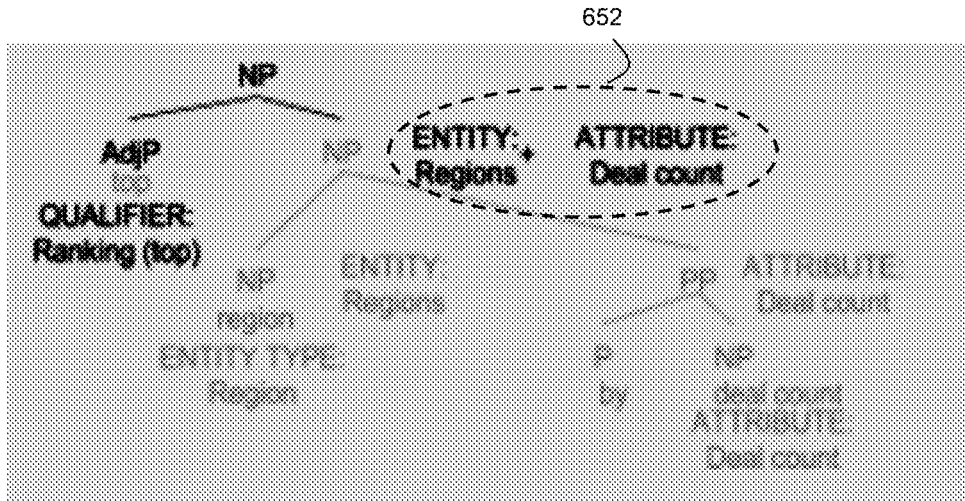 652
NP
AdjP NP ENTITY: + ATTRIBUTE:
top Regions Deal count
QUALIFIER:
Ranking (top)
NP ENTITY: PP ATTRIBUTE:
region Regions Deal count
ENTITY TYPE: P NP
Region by deal count
ATTRIBUTE:
Deal count